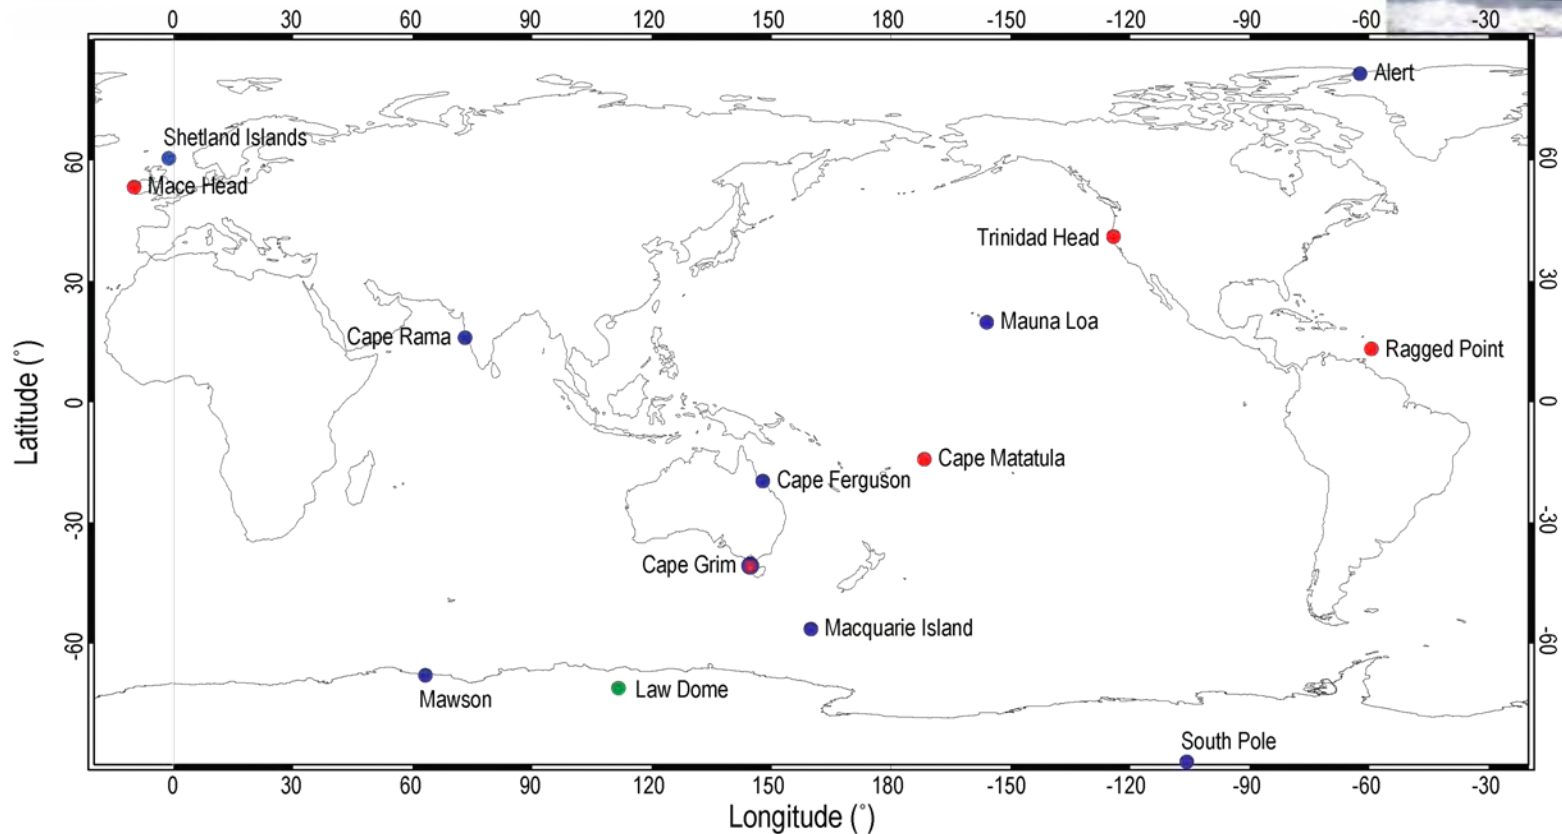 0 30 60 90 120 150 180 -150 -120 -90 -60 -30
Alert
Shetland Islands
60 60
Mace Head
Trinidad Head
30 30
Mauna Loa
Cape Rama
Ragged Point
0 0
Latitude (°)
Cape Matatula
Cape Ferguson
-30 -30
Cape Grim
Macquarie Island
-60 -60
Mawson
Law Dome
South Pole
0 30 60 90 120 150 180 -150 -120 -90 -60 -30
Longitude (°)